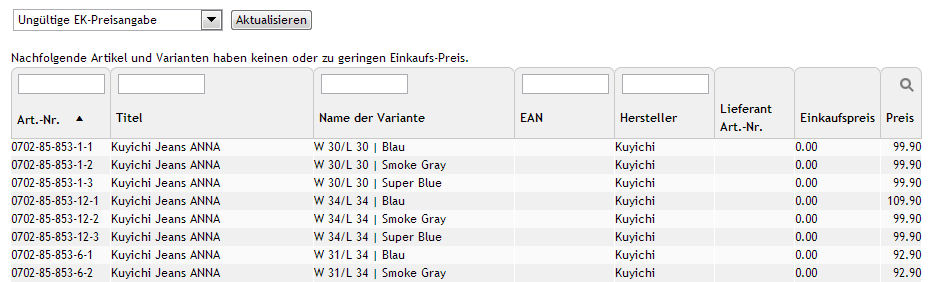 Ungültige EK-Preisangabe Aktualisieren
Nachfolgende Artikel und Varianten haben keinen oder zu geringen Einkaufs-Preis.
Art.-Nr. Titel Name der Variante EAN Hersteller Lieferant Art.-Nr. Einkaufspreis Preis
0702-85-853-1-1 Kuyichi Jeans ANNA W 30/L 30 | Blau Kuyichi 0.00 99.90
0702-85-853-1-2 Kuyichi Jeans ANNA W 30/L 30 | Smoke Gray Kuyichi 0.00 99.90
0702-85-853-1-3 Kuyichi Jeans ANNA W 30/L 30 | Super Blue Kuyichi 0.00 99.90
0702-85-853-12-1 Kuyichi Jeans ANNA W 34/L 34 | Blau Kuyichi 0.00 109.90
0702-85-853-12-2 Kuyichi Jeans ANNA W 34/L 34 | Smoke Gray Kuyichi 0.00 99.90
0702-85-853-12-3 Kuyichi Jeans ANNA W 34/L 34 | Super Blue Kuyichi 0.00 99.90
0702-85-853-6-1 Kuyichi Jeans ANNA W 31/L 34 | Blau Kuyichi 0.00 92.90
0702-85-853-6-2 Kuyichi Jeans ANNA W 31/L 34 | Smoke Gray Kuyichi 0.00 92.90